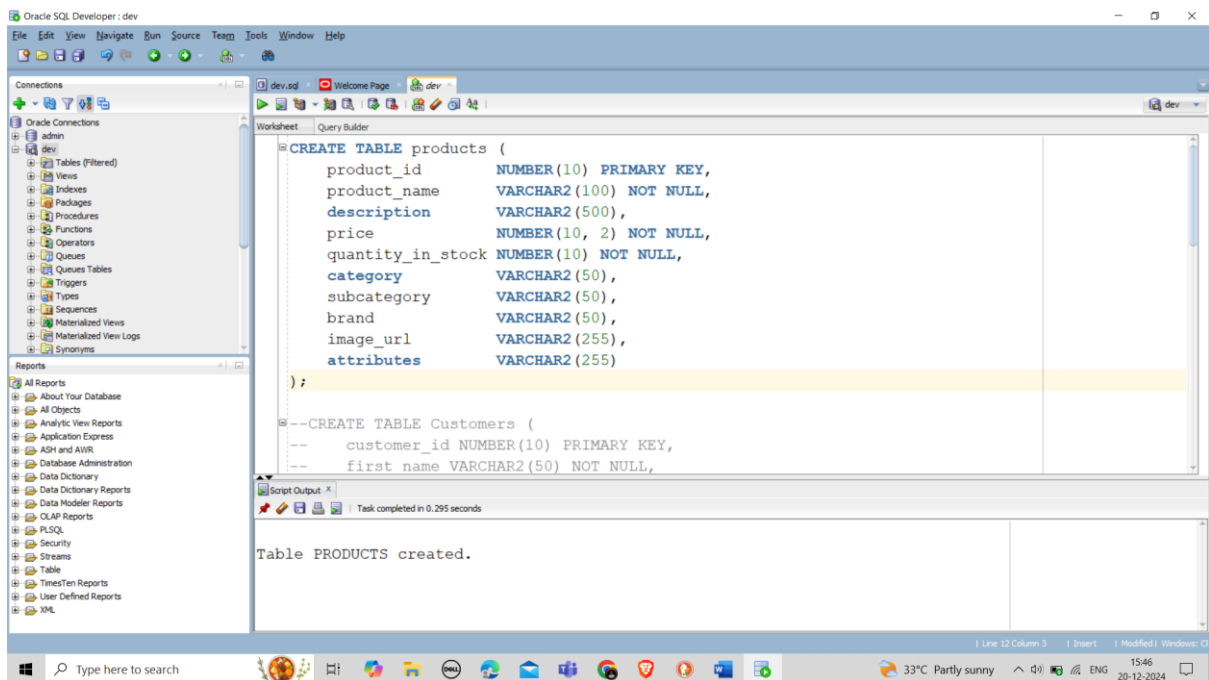 Oracle SQL Developer : dev
File Edit View Navigate Run Source Team Tools Window Help
Connections
Oracle Connections
admin
dev
Tables (Filtered)
Views
Indexes
Packages
Procedures
Functions
Operators
Queues
Queues Tables
Triggers
Types
Sequences
Materialized Views
Materialized View Logs
Synonyms
Reports
All Reports
About Your Database
All Objects
Analytic View Reports
Application Express
ASH and AWR
Database Administration
Data Dictionary
Data Dictionary Reports
Data Modeler Reports
OLAP Reports
PLSQL
Security
Streams
Table
TimesTen Reports
User Defined Reports
XML
dev.sql Welcome Page dev
dev
Worksheet Query Builder
CREATE TABLE products (
product_id NUMBER(10) PRIMARY KEY,
product_name VARCHAR2(100) NOT NULL,
description VARCHAR2(500),
price NUMBER(10, 2) NOT NULL,
quantity_in_stock NUMBER(10) NOT NULL,
category VARCHAR2(50),
subcategory VARCHAR2(50),
brand VARCHAR2(50),
image_url VARCHAR2(255),
attributes VARCHAR2(255)
);
--CREATE TABLE Customers (
-- customer_id NUMBER(10) PRIMARY KEY,
-- first_name VARCHAR2(50) NOT NULL,
Script Output
Task completed in 0.295 seconds
Table PRODUCTS created.
Line 12 Column 3 | Insert | Modified | Windows: C
Type here to search
DELL
33°C Partly sunny
ENG
15:46
20-12-2024